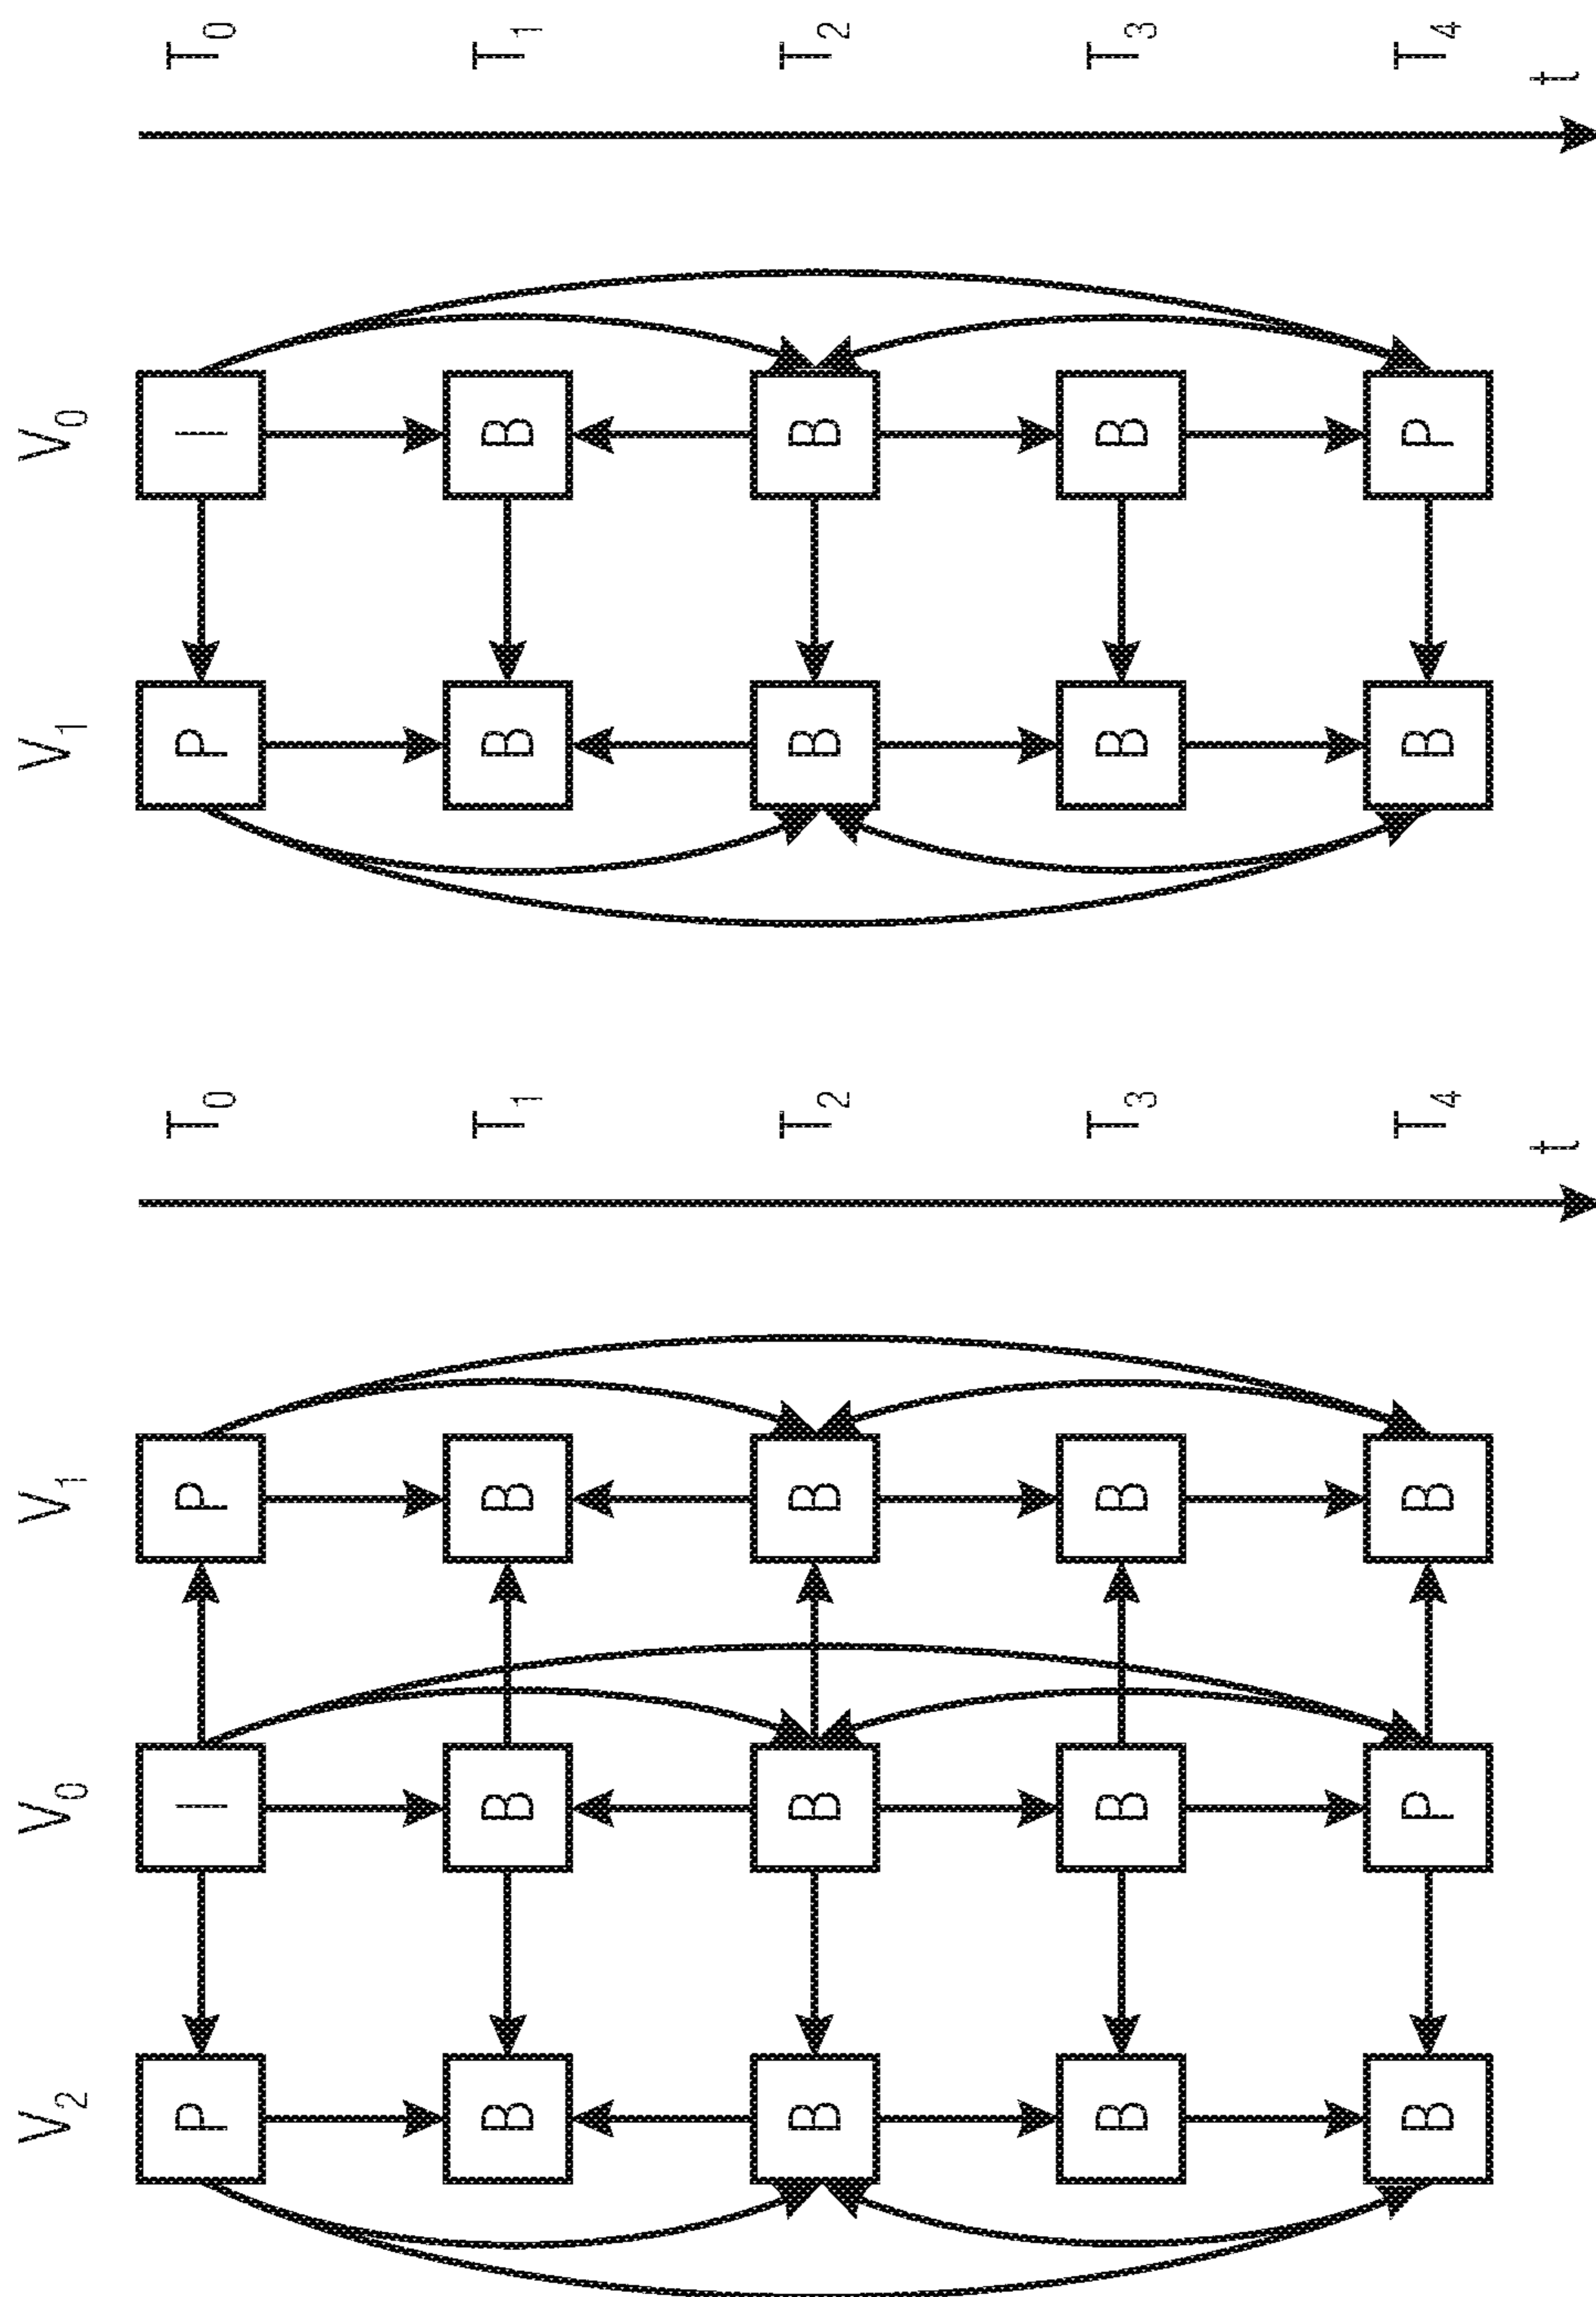 V₂ V₀ V₁ V₁ V₀
P I P T₀ P I T₀
B B B T₁ B B T₁
B B B T₂ B B T₂
B B B T₃ B B T₃
B P B T₄ B P T₄
t t